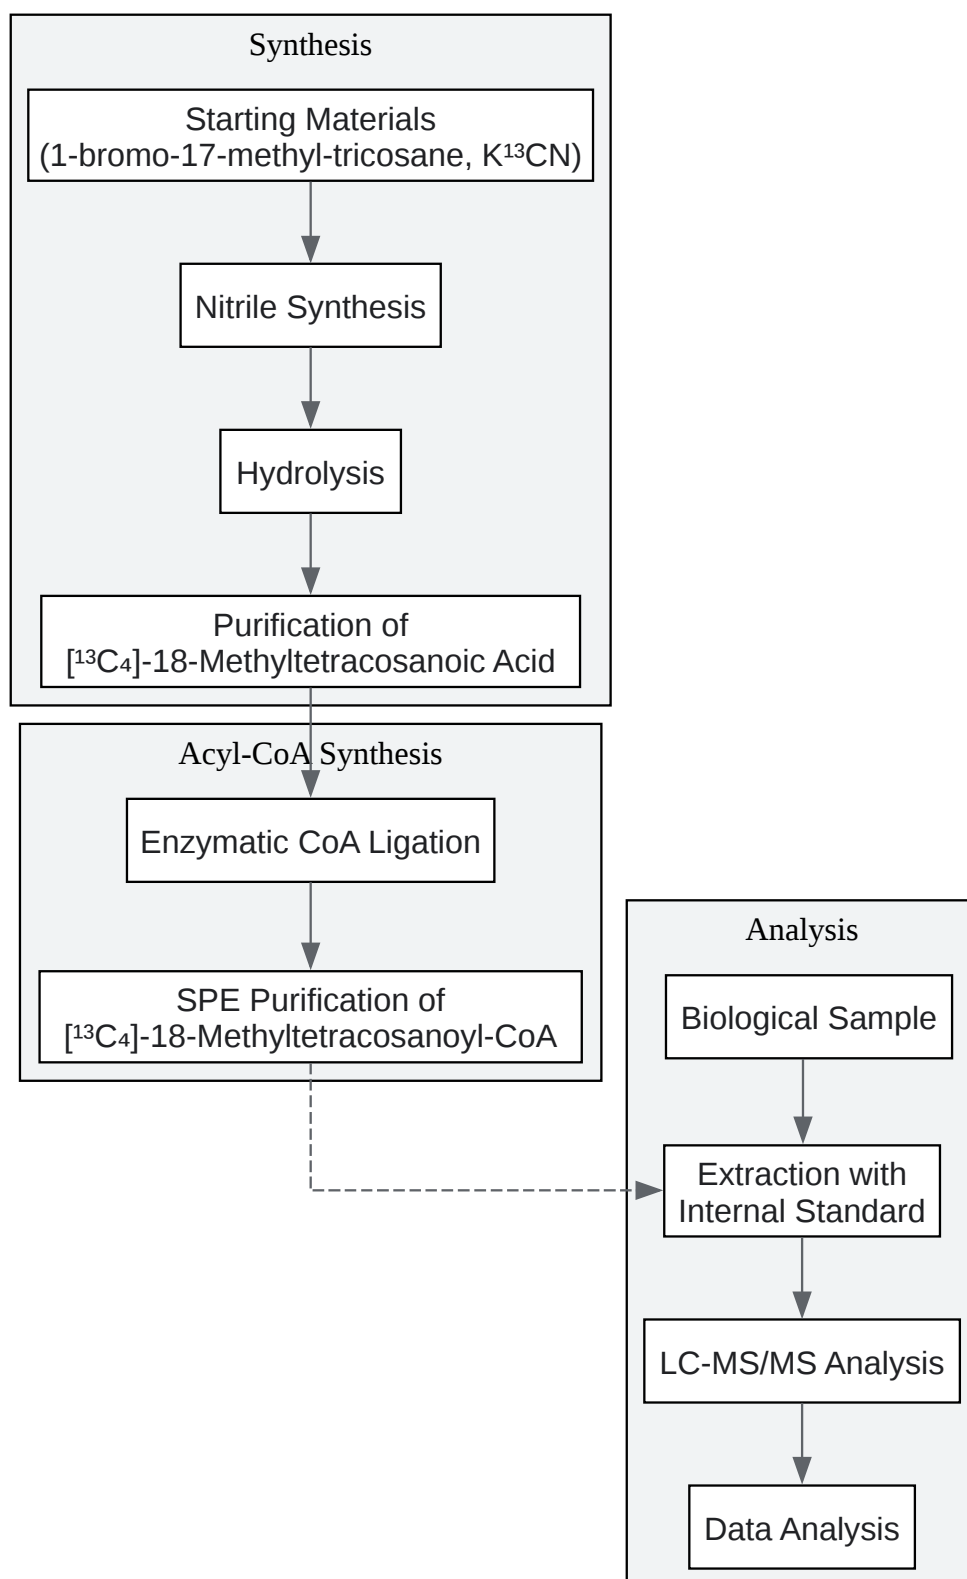 Synthesis
Starting Materials
(1-bromo-17-methyl-tricosane, K¹³CN)
Nitrile Synthesis
Hydrolysis
Purification of
[¹³C₄]-18-Methyltetracosanoic Acid
Acyl-CoA Synthesis
Enzymatic CoA Ligation
SPE Purification of
[¹³C₄]-18-Methyltetracosanoyl-CoA
Analysis
Biological Sample
Extraction with
Internal Standard
LC-MS/MS Analysis
Data Analysis